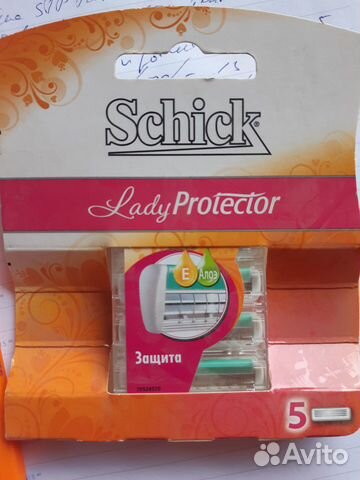 Schick®
Lady Protector
E Алоэ
Защита
5
Avito